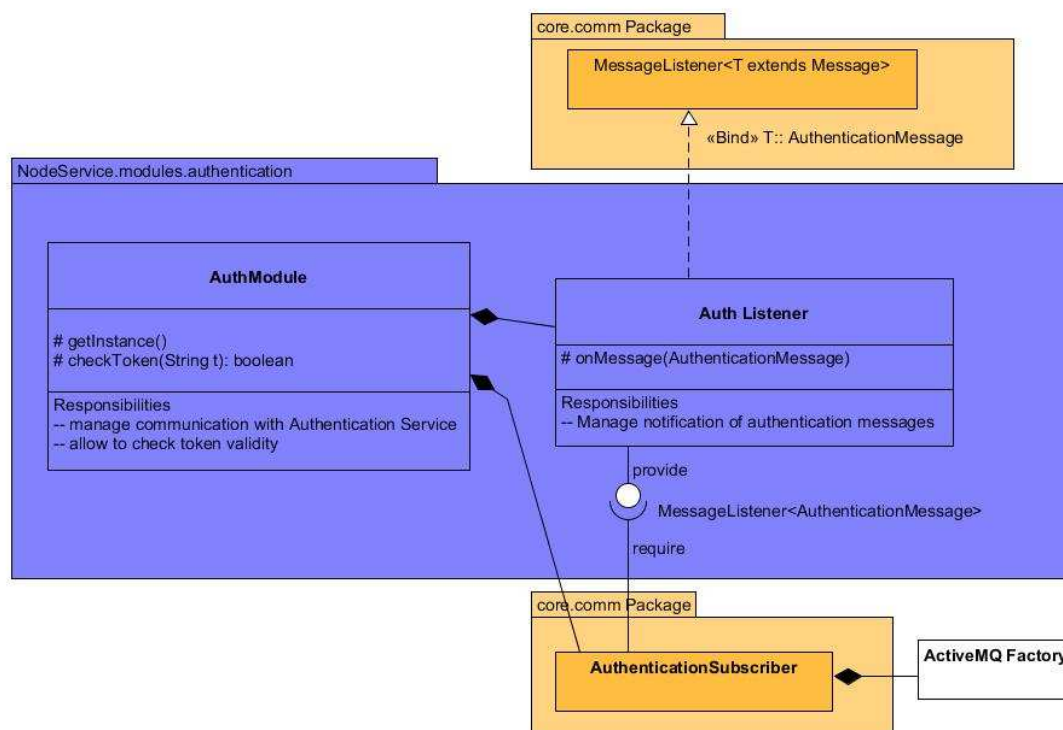 core.comm Package
MessageListener<T extends Message>
«Bind» T:: AuthenticationMessage
NodeService.modules.authentication
AuthModule
# getInstance()
# checkToken(String t): boolean
Responsibilities
-- manage communication with Authentication Service
-- allow to check token validity
Auth Listener
# onMessage(AuthenticationMessage)
Responsibilities
-- Manage notification of authentication messages
provide
MessageListener<AuthenticationMessage>
require
core.comm Package
AuthenticationSubscriber
ActiveMQ Factory